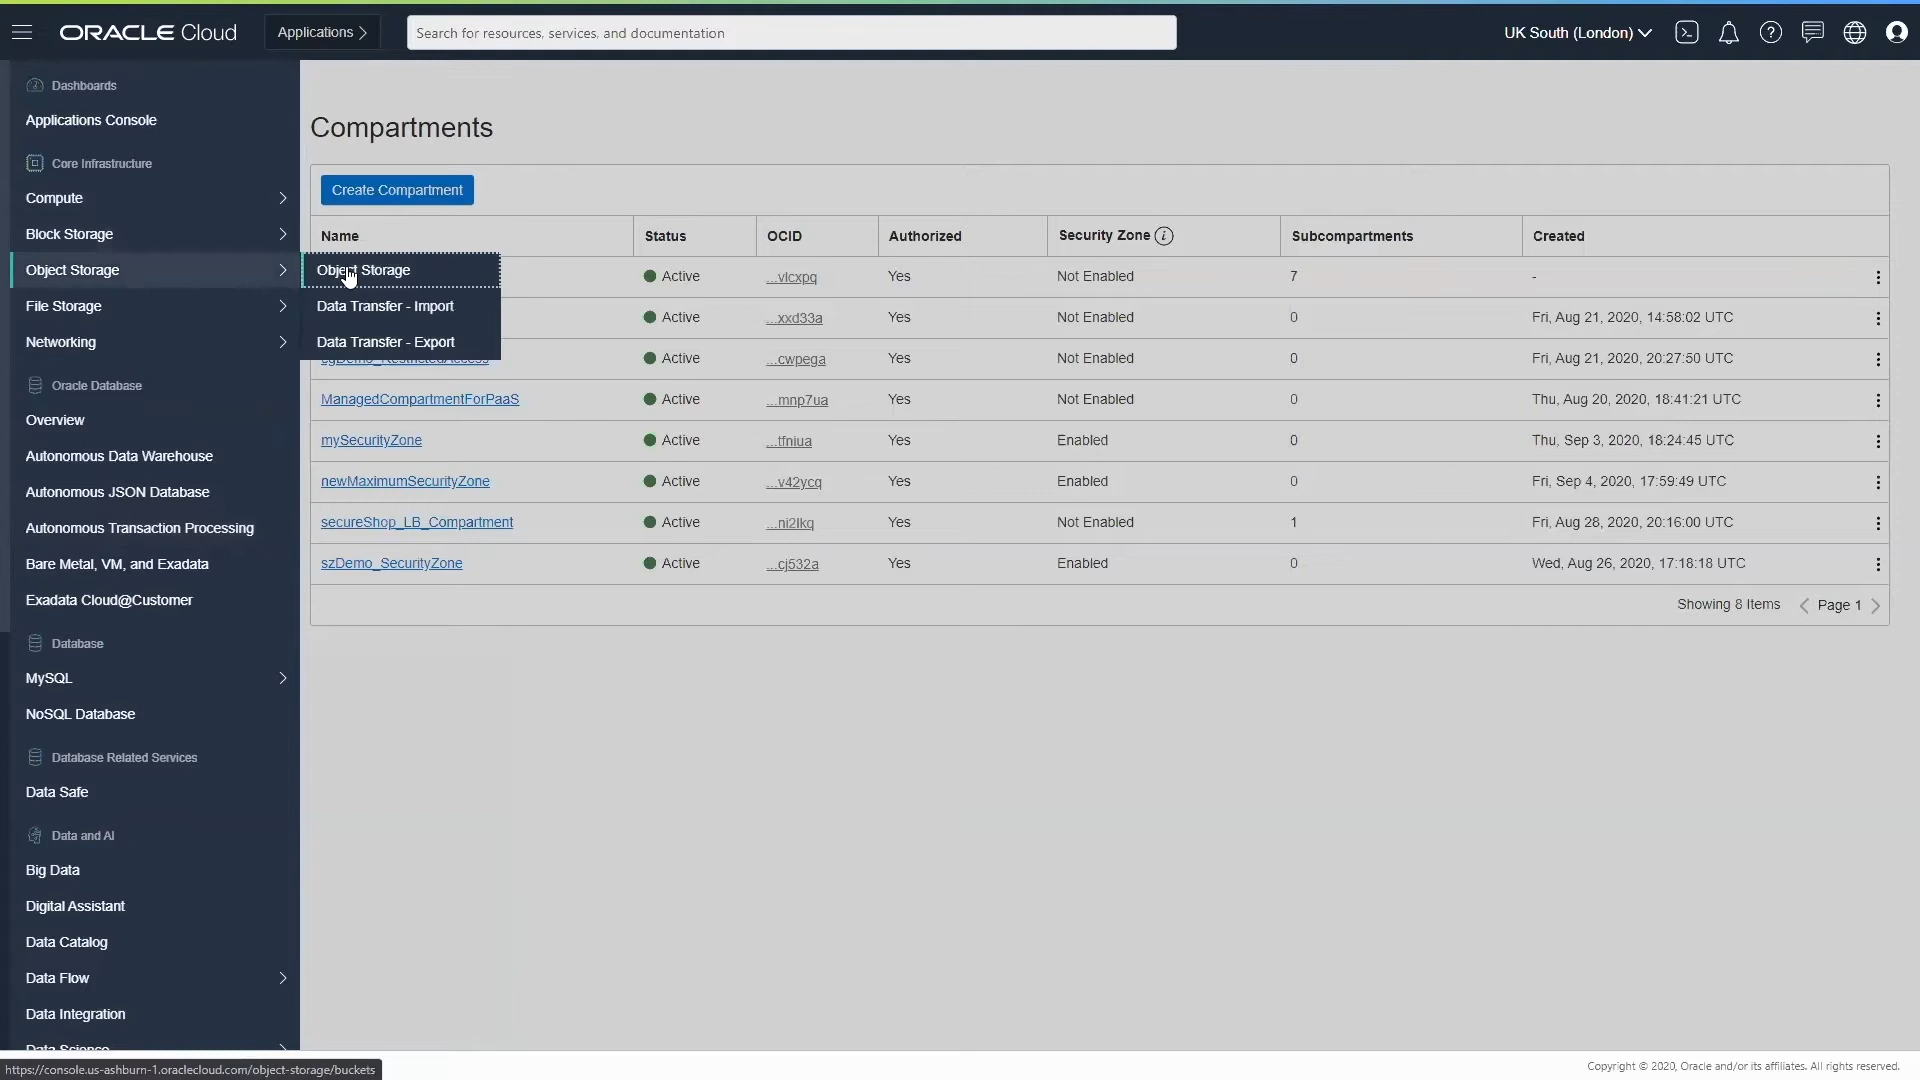 ORACLE Cloud
Applications
Search for resources, services, and documentation
UK South (London)
Dashboards
Applications Console
Core Infrastructure
Compute
Block Storage
Object Storage
File Storage
Networking
Oracle Database
Overview
Autonomous Data Warehouse
Autonomous JSON Database
Autonomous Transaction Processing
Bare Metal, VM, and Exadata
Exadata Cloud@Customer
Database
MySQL
NoSQL Database
Database Related Services
Data Safe
Data and AI
Big Data
Digital Assistant
Data Catalog
Data Flow
Data Integration
Data Science
Object Storage
Data Transfer - Import
Data Transfer - Export
Compartments
Create Compartment
Name Status OCID Authorized Security Zone Subcompartments Created
Active ...vlcxpq Yes Not Enabled 7 -
Active ...xxd33a Yes Not Enabled 0 Fri, Aug 21, 2020, 14:58:02 UTC
Active ...cwpega Yes Not Enabled 0 Fri, Aug 21, 2020, 20:27:50 UTC
ManagedCompartmentForPaaS Active ...mnp7ua Yes Not Enabled 0 Thu, Aug 20, 2020, 18:41:21 UTC
mySecurityZone Active ...tfniua Yes Enabled 0 Thu, Sep 3, 2020, 18:24:45 UTC
newMaximumSecurityZone Active ...v42ycq Yes Enabled 0 Fri, Sep 4, 2020, 17:59:49 UTC
secureShop_LB_Compartment Active ...ni2lkq Yes Not Enabled 1 Fri, Aug 28, 2020, 20:16:00 UTC
szDemo_SecurityZone Active ...cj532a Yes Enabled 0 Wed, Aug 26, 2020, 17:18:18 UTC
Showing 8 Items Page 1
https://console.us-ashburn-1.oraclecloud.com/object-storage/buckets
Copyright © 2020, Oracle and/or its affiliates. All rights reserved.